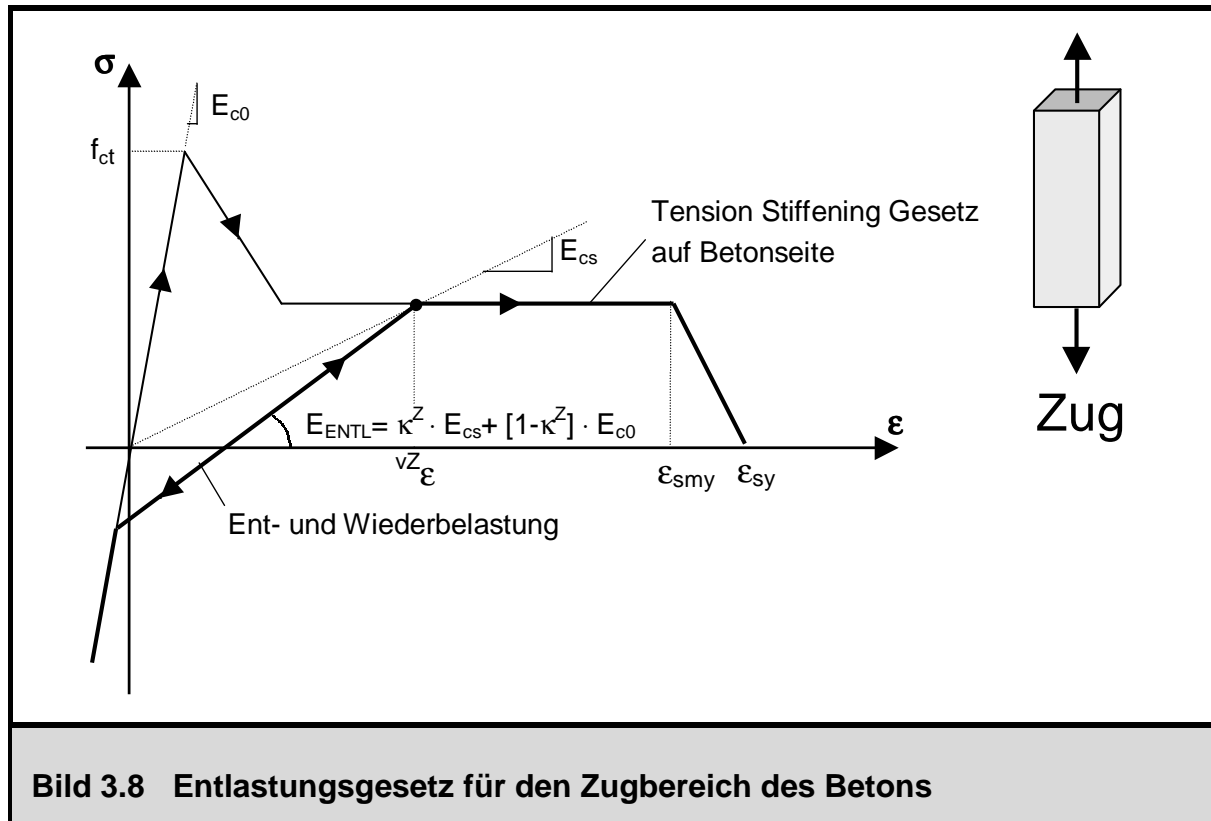 σ
E_c0
f_ct
Tension Stiffening Gesetz
auf Betonseite
E_cs
Zug
E_ENTL= κ^Z · E_cs+ [1-κ^Z] · E_c0
ε
^vZ ε
ε_smy
ε_sy
Ent- und Wiederbelastung
Bild 3.8 Entlastungsgesetz für den Zugbereich des Betons